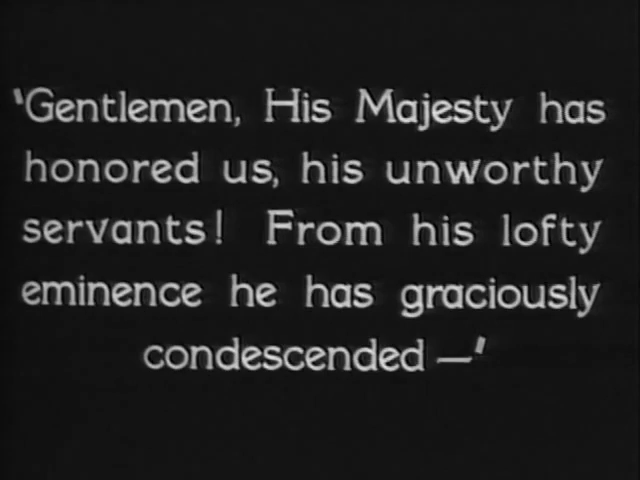 'Gentlemen, His Majesty has
honored us, his unworthy
servants! From his lofty
eminence he has graciously
condescended —'